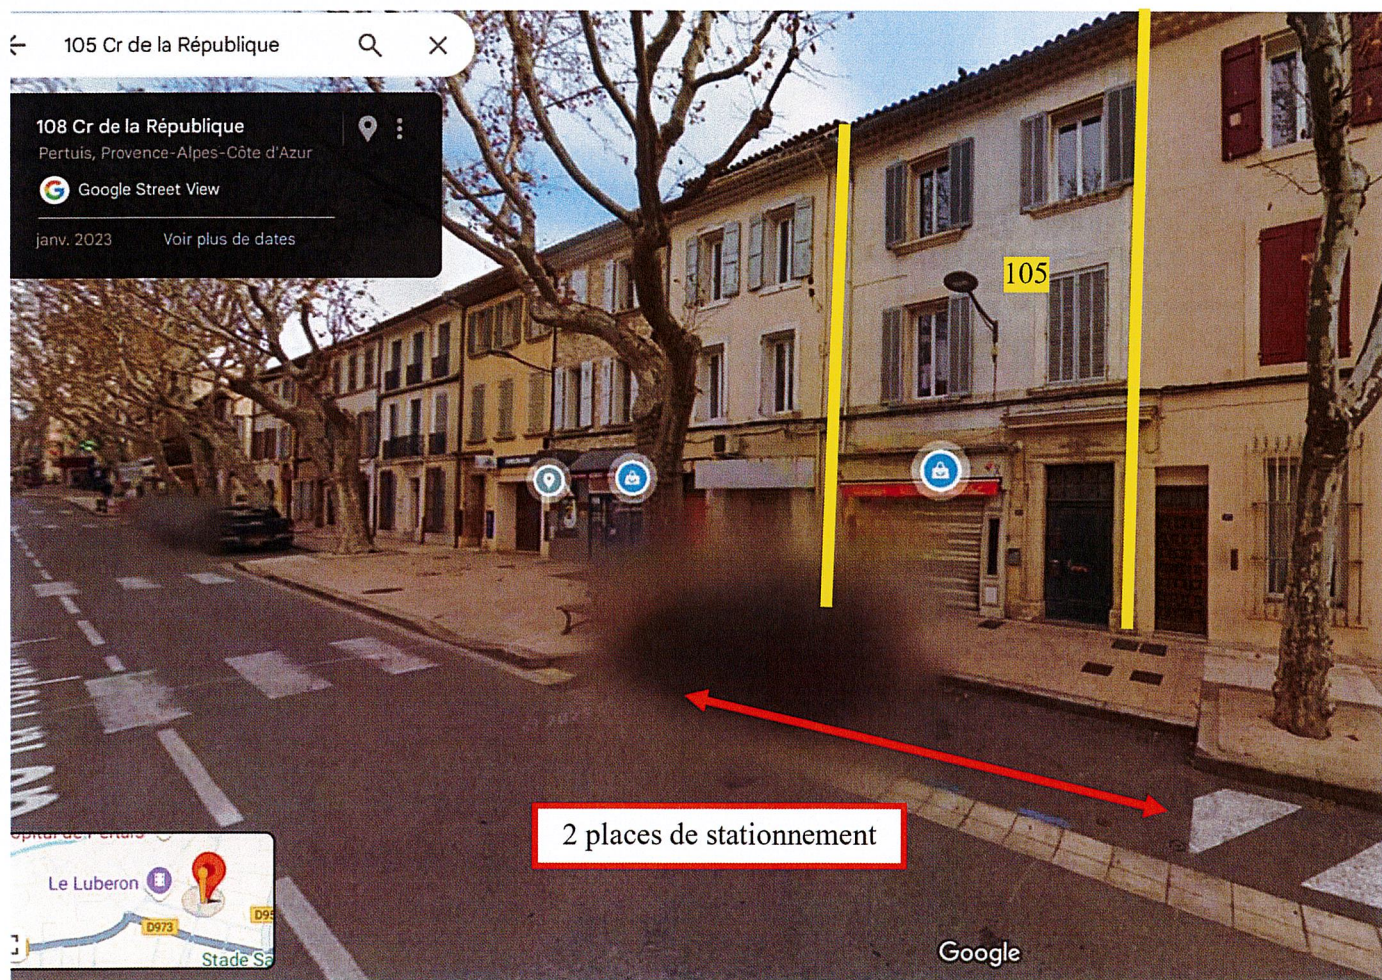 105 Cr de la République
108 Cr de la République
Pertuis, Provence-Alpes-Côte d'Azur
Google Street View
janv. 2023
Voir plus de dates
105
2 places de stationnement
Le Luberon
D973
Stade
Google